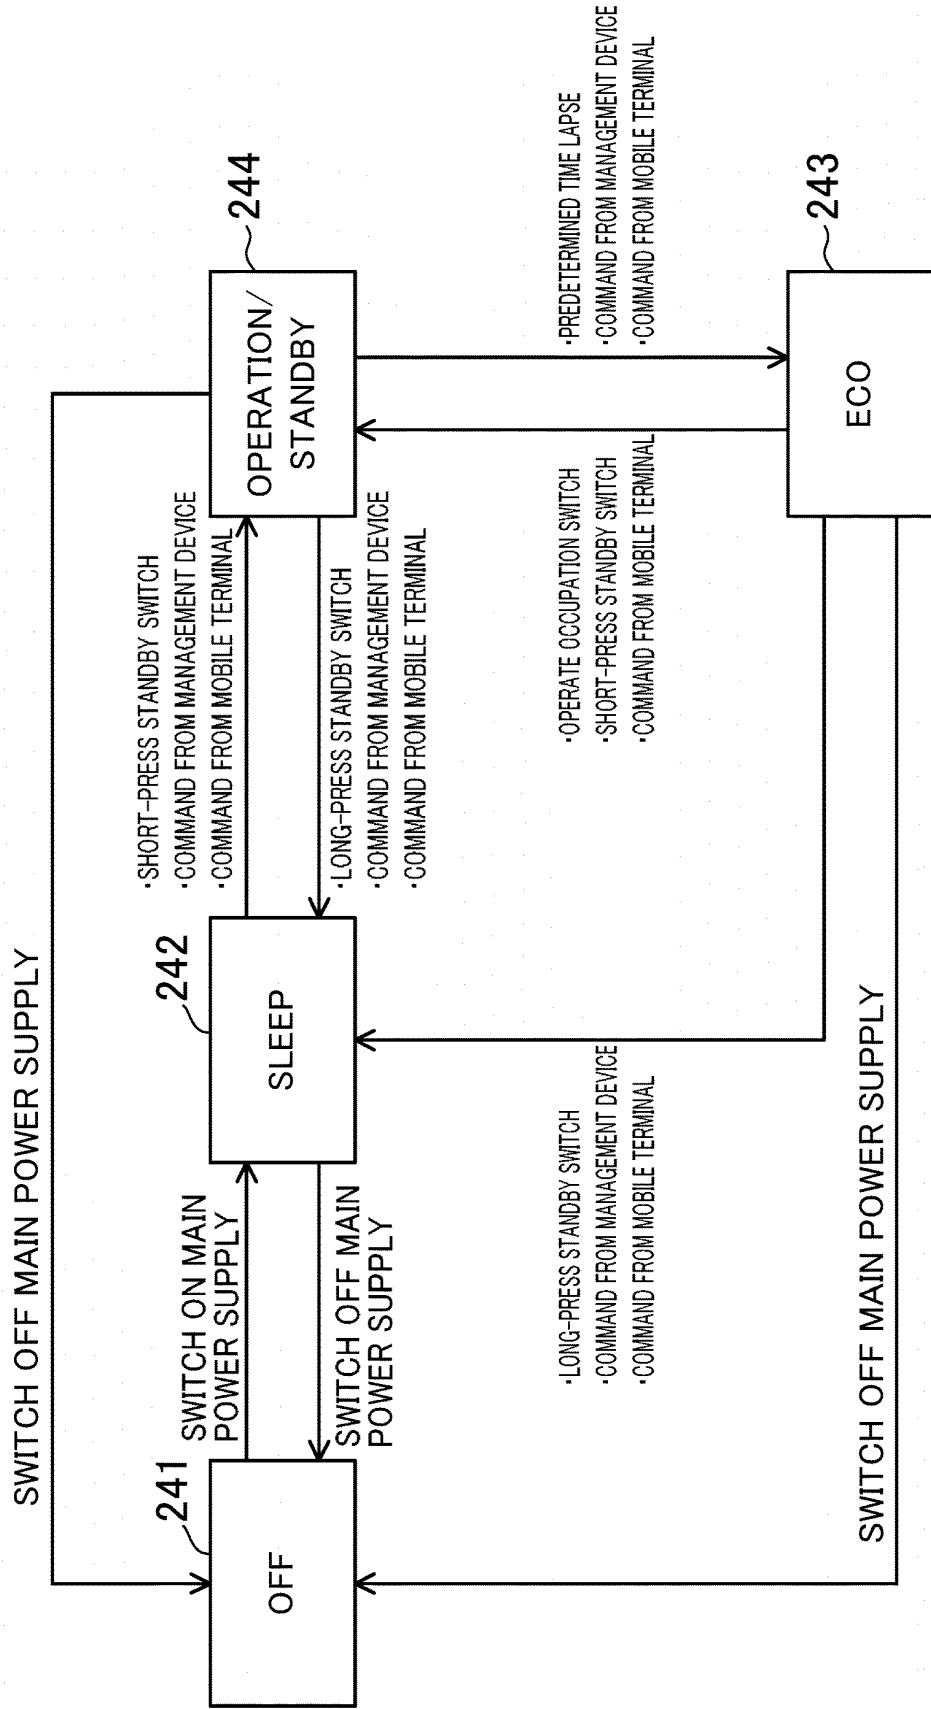 SWITCH OFF MAIN POWER SUPPLY
241
OFF
SWITCH ON MAIN
POWER SUPPLY
SWITCH OFF MAIN
POWER SUPPLY
242
SLEEP
·SHORT-PRESS STANDBY SWITCH
·COMMAND FROM MANAGEMENT DEVICE
·COMMAND FROM MOBILE TERMINAL
·LONG-PRESS STANDBY SWITCH
·COMMAND FROM MANAGEMENT DEVICE
·COMMAND FROM MOBILE TERMINAL
244
OPERATION/
STANDBY
·LONG-PRESS STANDBY SWITCH
·COMMAND FROM MANAGEMENT DEVICE
·COMMAND FROM MOBILE TERMINAL
·OPERATE OCCUPATION SWITCH
·SHORT-PRESS STANDBY SWITCH
·COMMAND FROM MOBILE TERMINAL
·PREDETERMINED TIME LAPSE
·COMMAND FROM MANAGEMENT DEVICE
·COMMAND FROM MOBILE TERMINAL
243
ECO
SWITCH OFF MAIN POWER SUPPLY